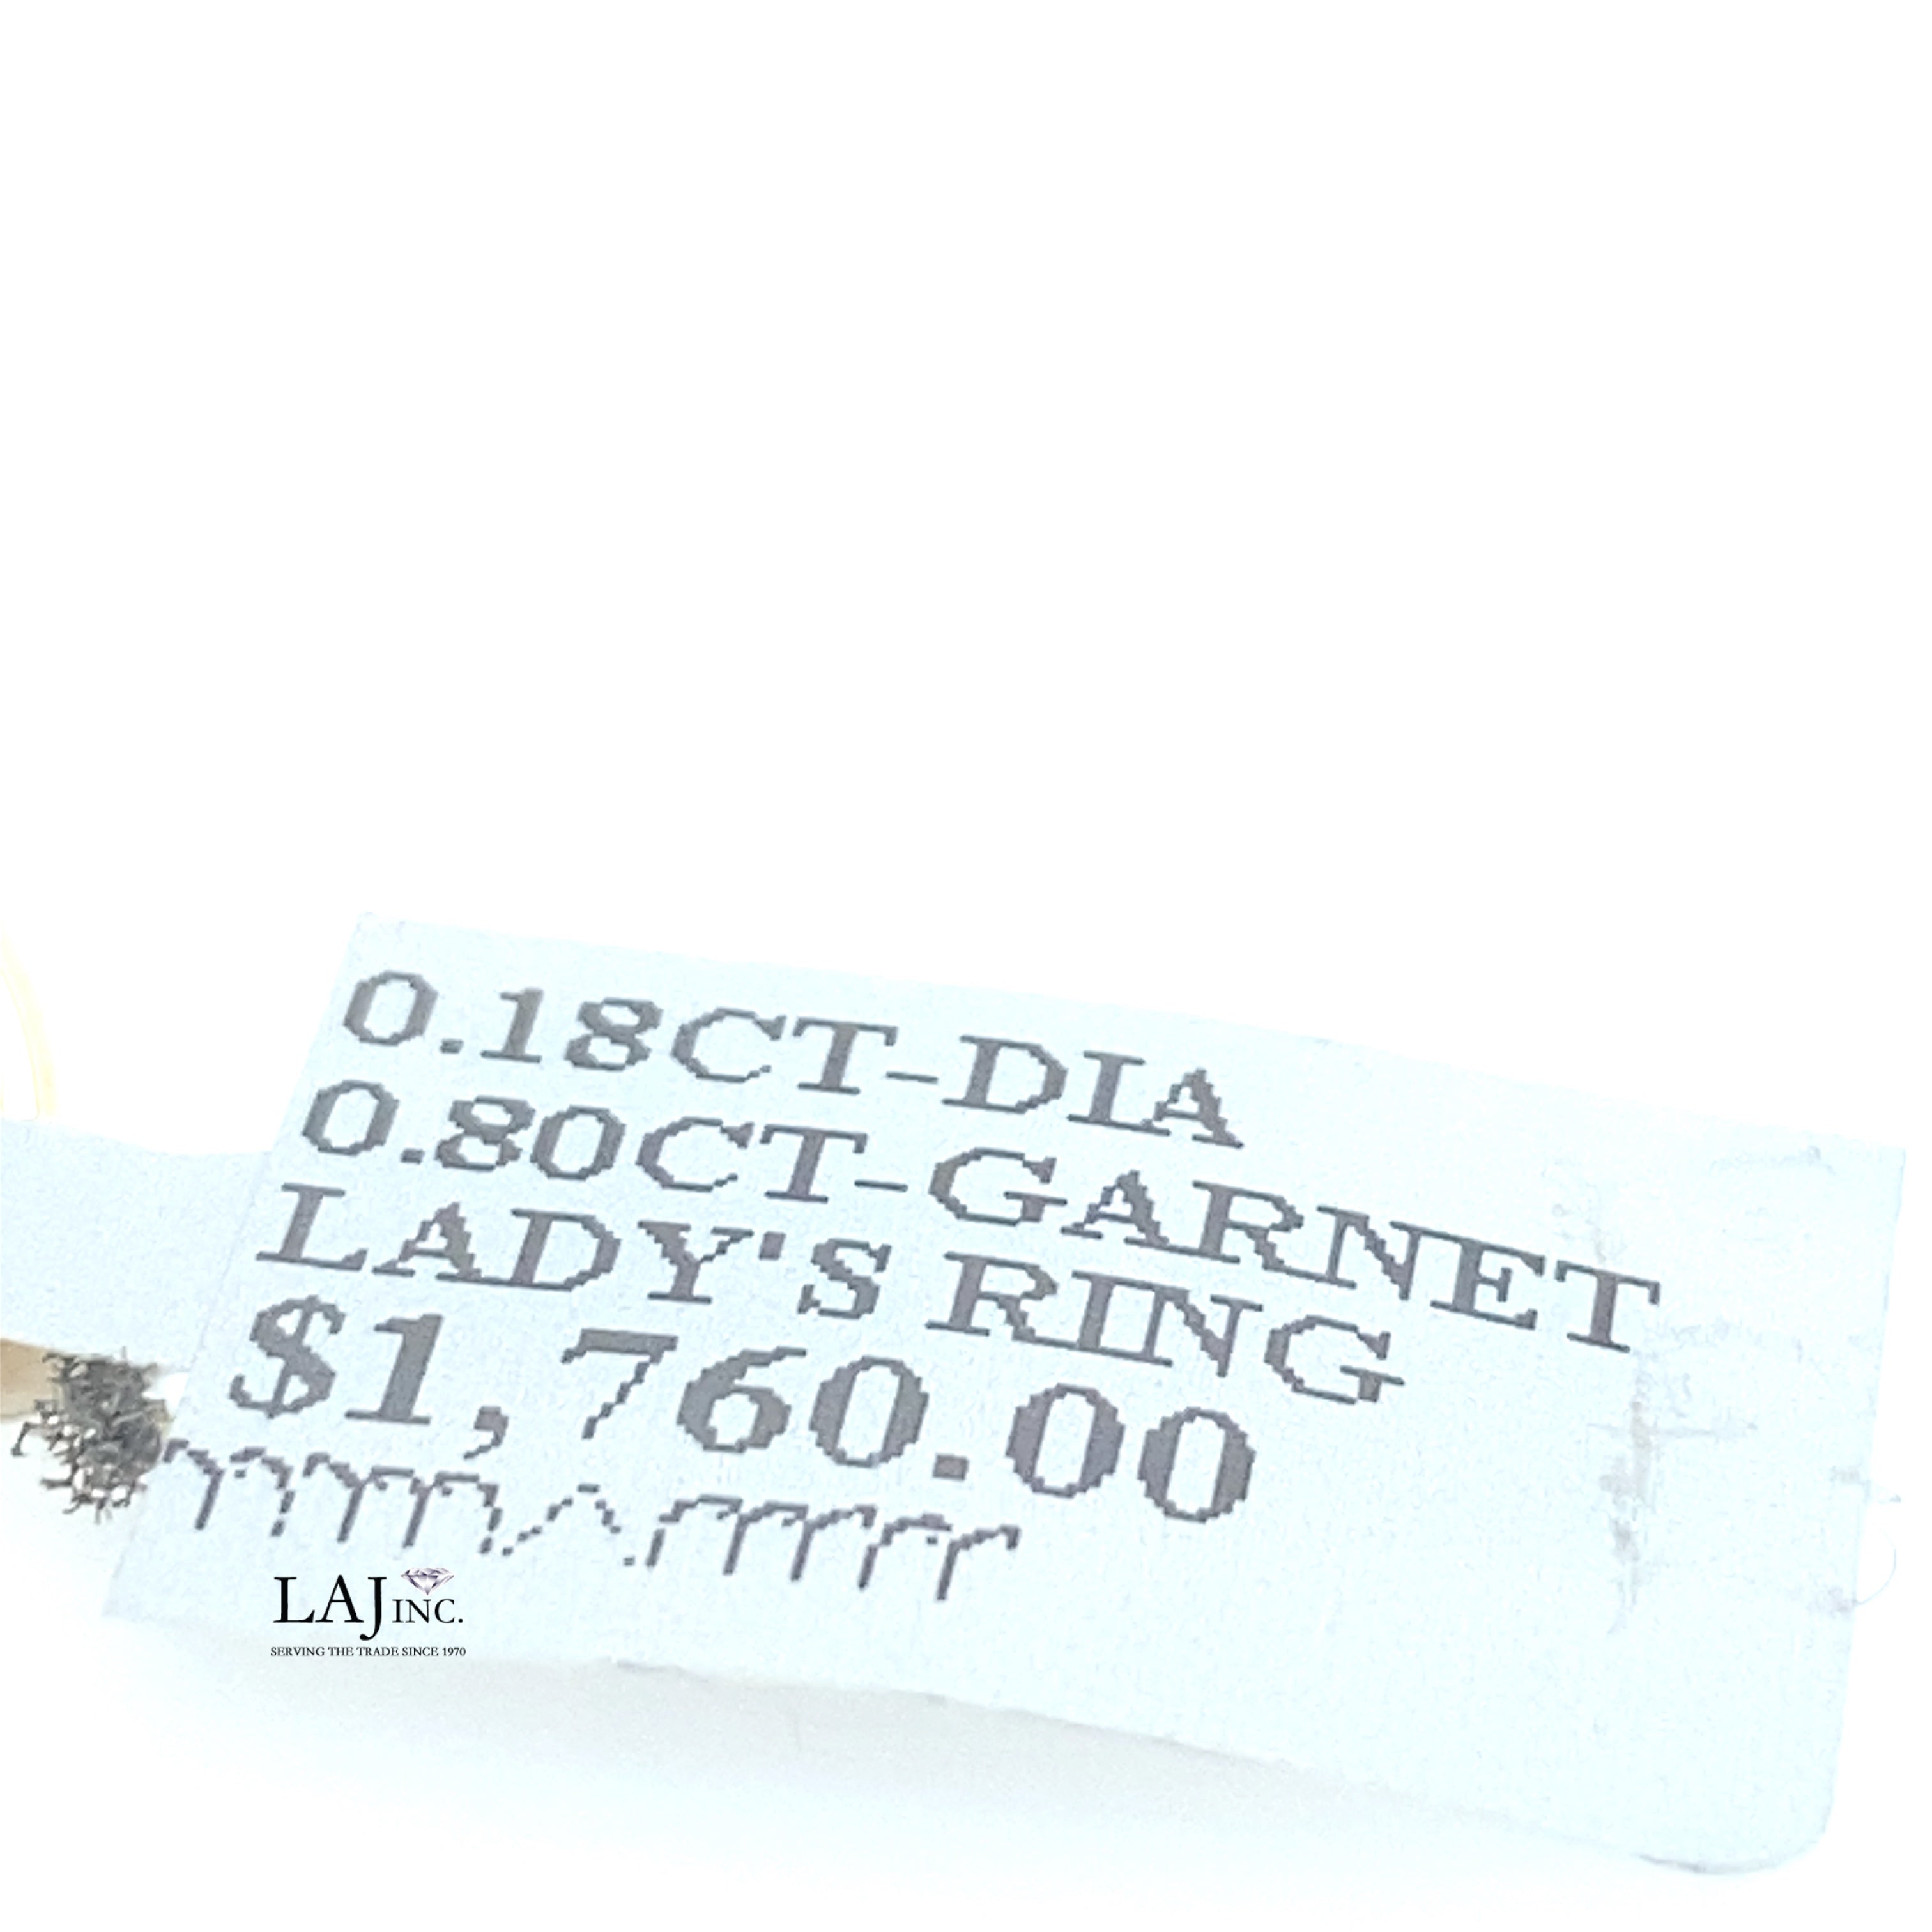 0.18CT-DIA
0.80CT-GARNET
LADY'S RING
$1,760.00
LAJ INC.
SERVING THE TRADE SINCE 1970